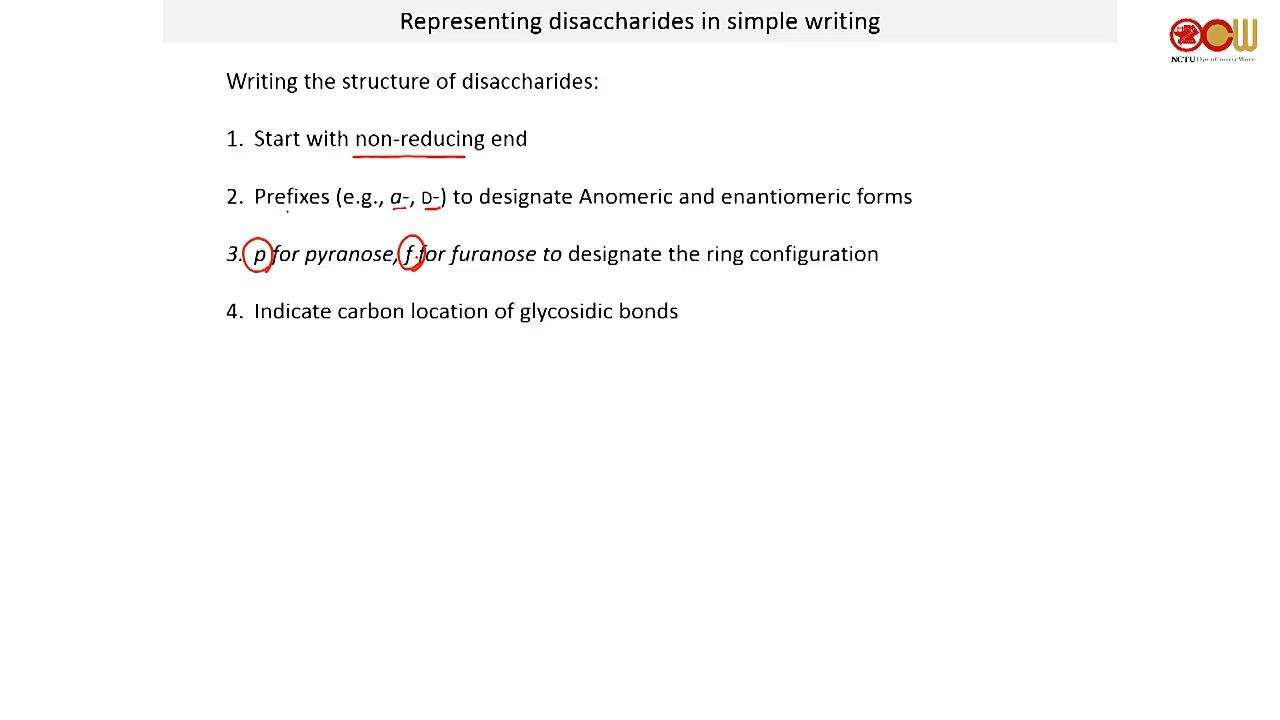 Representing disaccharides in simple writing
NCTU OpenCourseWare
Writing the structure of disaccharides:
1. Start with non-reducing end
2. Prefixes (e.g., α-, D-) to designate Anomeric and enantiomeric forms
3. p for pyranose, f for furanose to designate the ring configuration
4. Indicate carbon location of glycosidic bonds